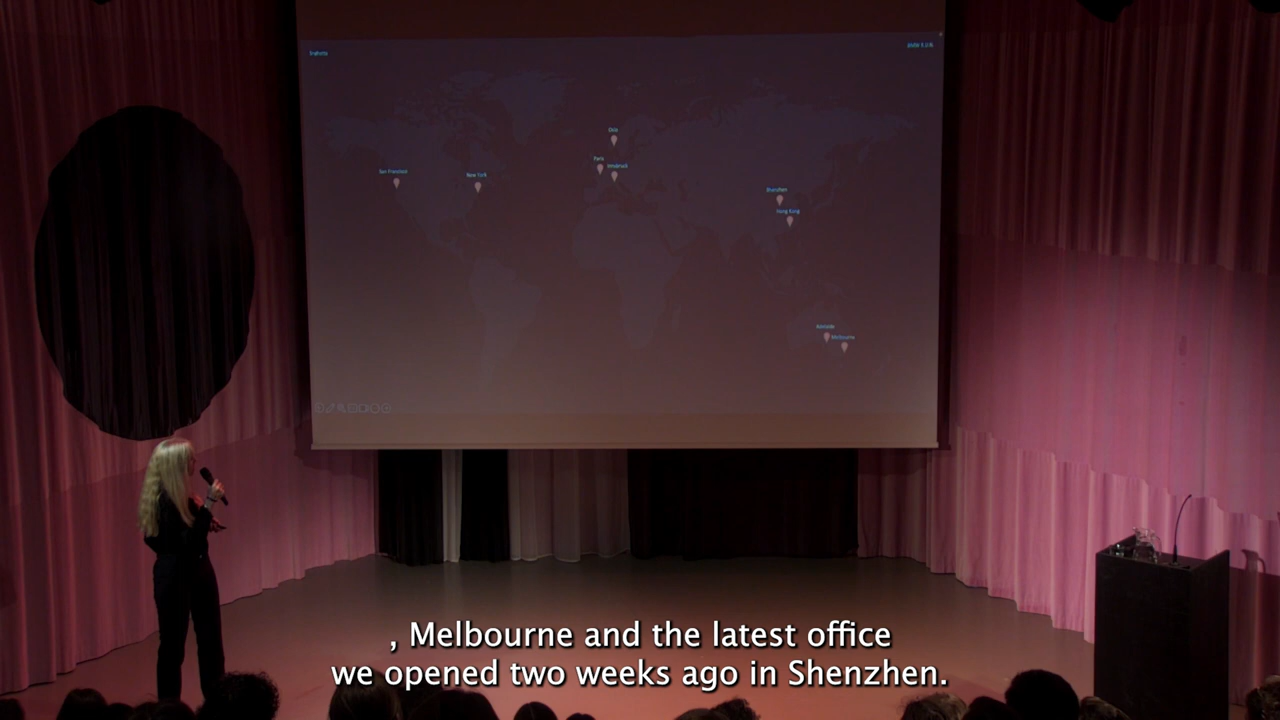 Snøhetta
Oslo
Paris
Innsbruck
San Francisco
New York
Shenzhen
Hong Kong
Adelaide
Melbourne
, Melbourne and the latest office
we opened two weeks ago in Shenzhen.